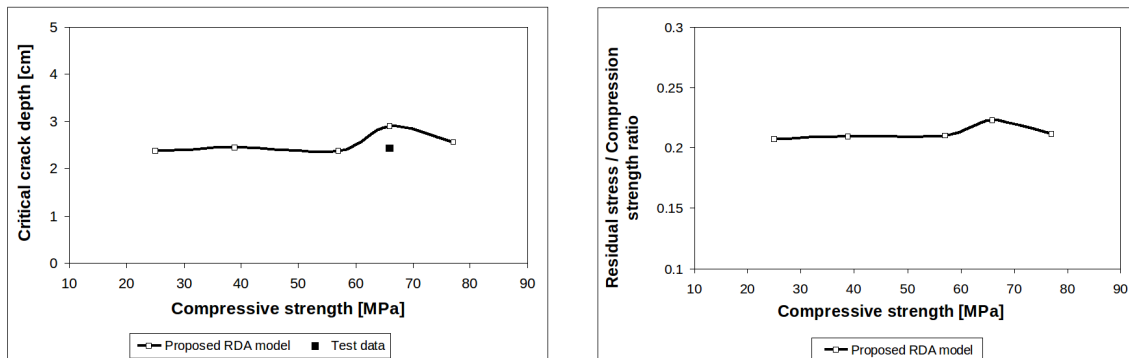 5
4
3
2
1
0
Critical crack depth [cm]
10 20 30 40 50 60 70 80 90
Compressive strength [MPa]
Proposed RDA model Test data
0.3
0.25
0.2
0.15
0.1
Residual stress / Compression
strength ratio
10 20 30 40 50 60 70 80 90
Compressive strength [MPa]
Proposed RDA model